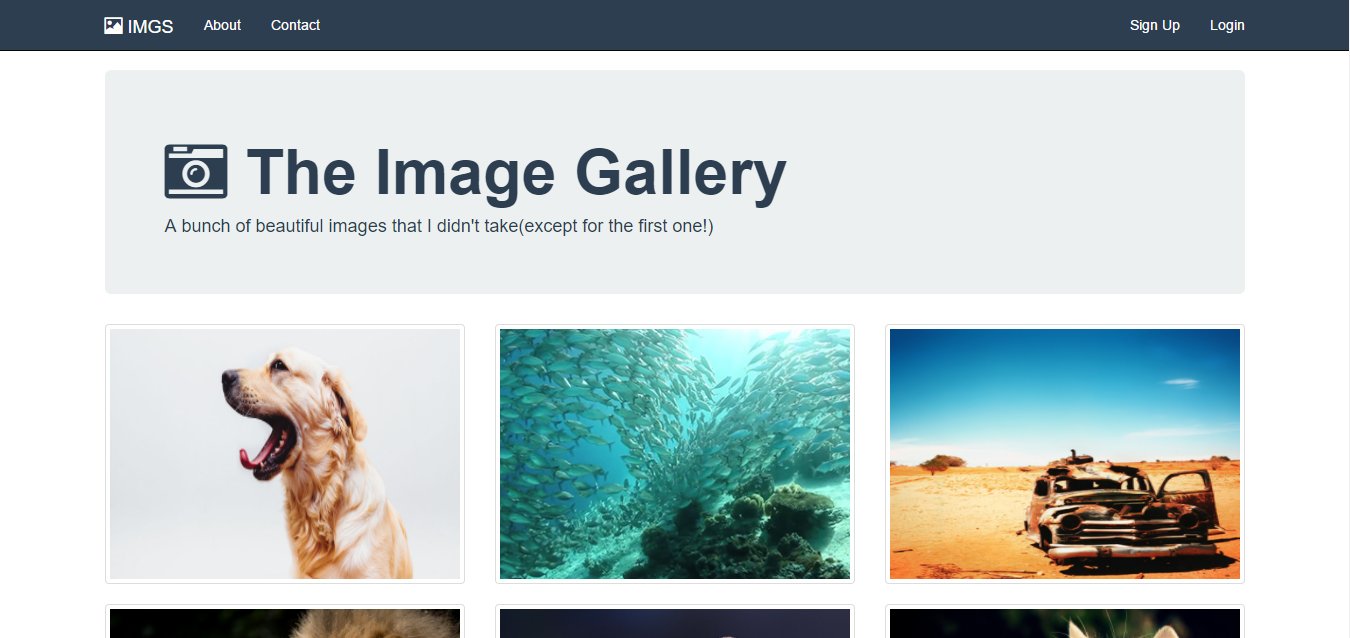 IMGS About Contact Sign Up Login
The Image Gallery
A bunch of beautiful images that I didn't take(except for the first one!)